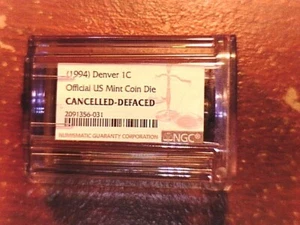 (1994) Denver 1C
Official US Mint Coin Die
CANCELLED-DEFACED
2091356-031
NUMISMATIC GUARANTY CORPORATION
NGC®